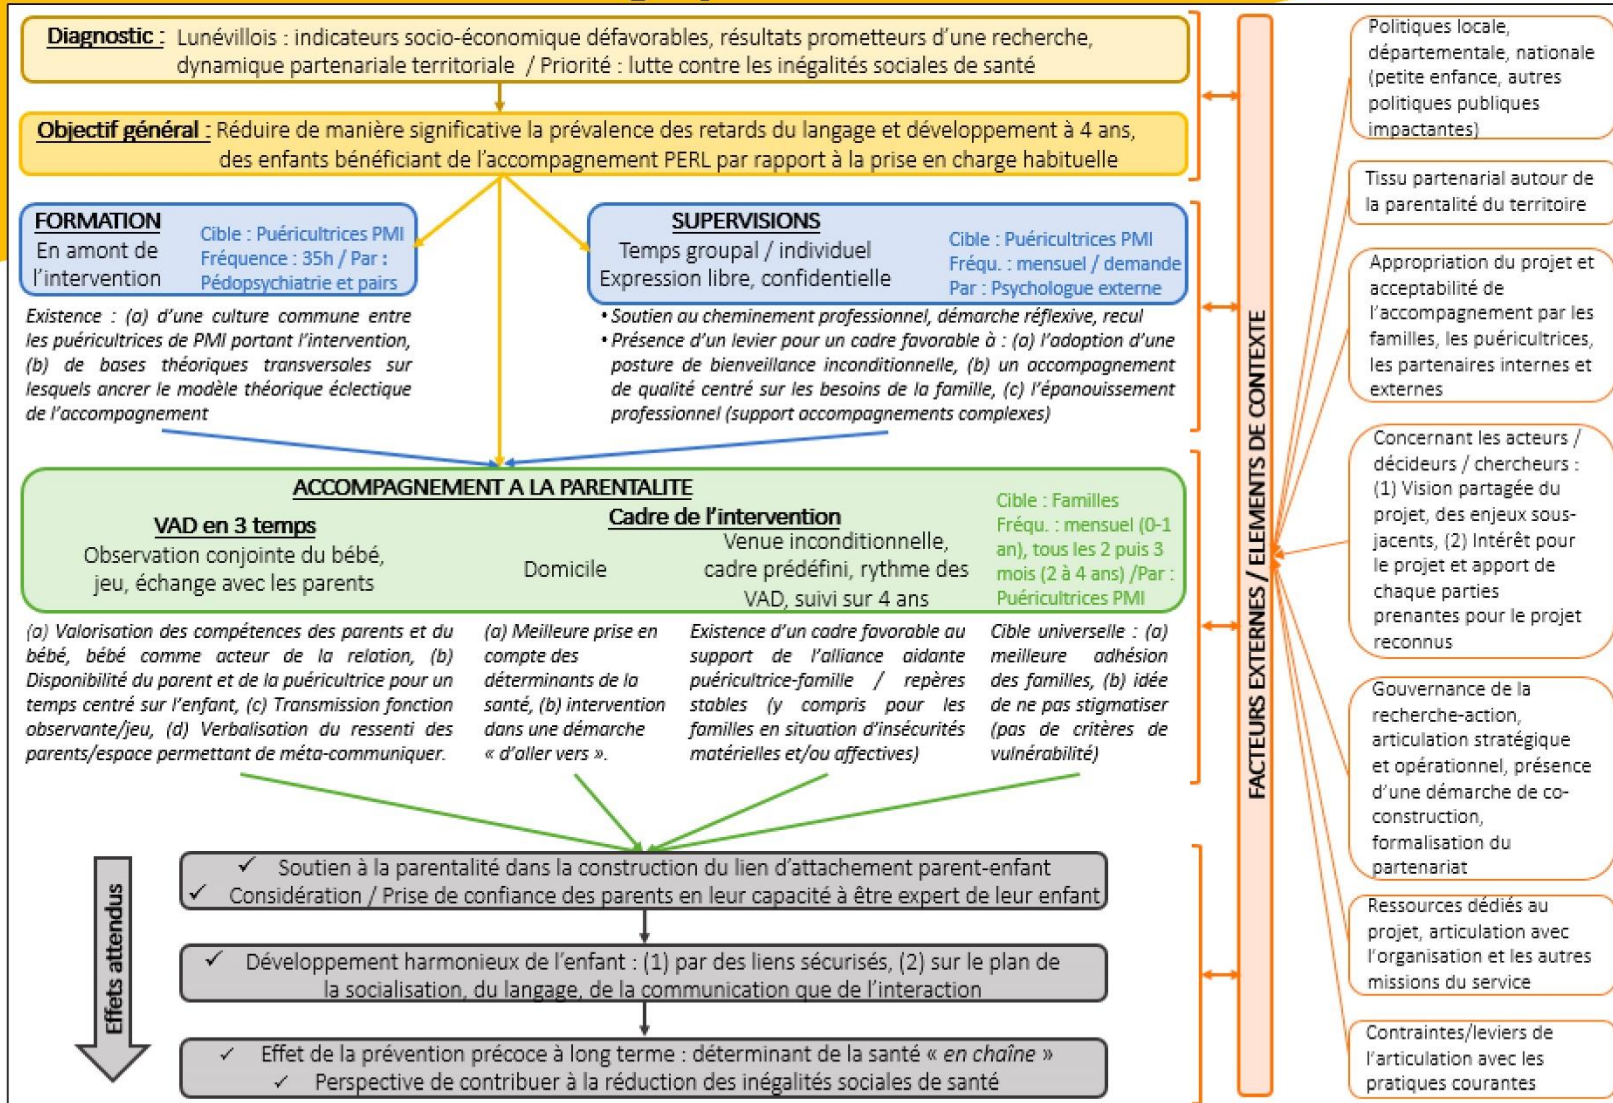 Diagnostic : Lunévillois : indicateurs socio-économique défavorables, résultats prometteurs d'une recherche,
dynamique partenariale territoriale / Priorité : lutte contre les inégalités sociales de santé
Objectif général : Réduire de manière significative la prévalence des retards du langage et développement à 4 ans,
des enfants bénéficiant de l'accompagnement PERL par rapport à la prise en charge habituelle
FORMATION
En amont de
l'intervention
Cible : Puéricultrices PMI
Fréquence : 35h / Par :
Pédopsychiatrie et pairs
Existence : (a) d'une culture commune entre
les puéricultrices de PMI portant l'intervention,
(b) de bases théoriques transversales sur
lesquels ancrer le modèle théorique éclectique
de l'accompagnement
SUPERVISIONS
Temps groupal / individuel
Expression libre, confidentielle
Cible : Puéricultrices PMI
Fréqu. : mensuel / demande
Par : Psychologue externe
• Soutien au cheminement professionnel, démarche réflexive, recul
• Présence d'un levier pour un cadre favorable à : (a) l'adoption d'une
posture de bienveillance inconditionnelle, (b) un accompagnement
de qualité centré sur les besoins de la famille, (c) l'épanouissement
professionnel (support accompagnements complexes)
ACCOMPAGNEMENT A LA PARENTALITE
VAD en 3 temps
Observation conjointe du bébé,
jeu, échange avec les parents
Cadre de l'intervention
Domicile
Venue inconditionnelle,
cadre prédéfini, rythme des
VAD, suivi sur 4 ans
Cible : Familles
Fréqu. : mensuel (0-1
an), tous les 2 puis 3
mois (2 à 4 ans) /Par :
Puéricultrices PMI
(a) Valorisation des compétences des parents et du
bébé, bébé comme acteur de la relation, (b)
Disponibilité du parent et de la puéricultrice pour un
temps centré sur l'enfant, (c) Transmission fonction
observante/jeu, (d) Verbalisation du ressenti des
parents/espace permettant de méta-communiquer.
(a) Meilleure prise en
compte des
déterminants de la
santé, (b) intervention
dans une démarche
« d'aller vers ».
Existence d'un cadre favorable au
support de l'alliance aidante
puéricultrice-famille / repères
stables (y compris pour les
familles en situation d'insécurités
matérielles et/ou affectives)
Cible universelle : (a)
meilleure adhésion
des familles, (b) idée
de ne pas stigmatiser
(pas de critères de
vulnérabilité)
Effets attendus
✓ Soutien à la parentalité dans la construction du lien d'attachement parent-enfant
✓ Considération / Prise de confiance des parents en leur capacité à être expert de leur enfant
✓ Développement harmonieux de l'enfant : (1) par des liens sécurisés, (2) sur le plan de
la socialisation, du langage, de la communication que de l'interaction
✓ Effet de la prévention précoce à long terme : déterminant de la santé « en chaîne »
✓ Perspective de contribuer à la réduction des inégalités sociales de santé
FACTEURS EXTERNES / ELEMENTS DE CONTEXTE
Politiques locale,
départementale, nationale
(petite enfance, autres
politiques publiques
impactantes)
Tissu partenarial autour de
la parentalité du territoire
Appropriation du projet et
acceptabilité de
l'accompagnement par les
familles, les puéricultrices,
les partenaires internes et
externes
Concernant les acteurs /
décideurs / chercheurs :
(1) Vision partagée du
projet, des enjeux sous-
jacents, (2) Intérêt pour
le projet et apport de
chaque parties
prenantes pour le projet
reconnus
Gouvernance de la
recherche-action,
articulation stratégique
et opérationnel, présence
d'une démarche de co-
construction,
formalisation du
partenariat
Ressources dédiés au
projet, articulation avec
l'organisation et les autres
missions du service
Contraintes/leviers de
l'articulation avec les
pratiques courantes